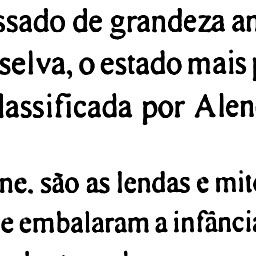 ssado de grandeza an
selva, o estado mais p
lassificada por Alen
ne. são as lendas e mit
e embalaram a infância